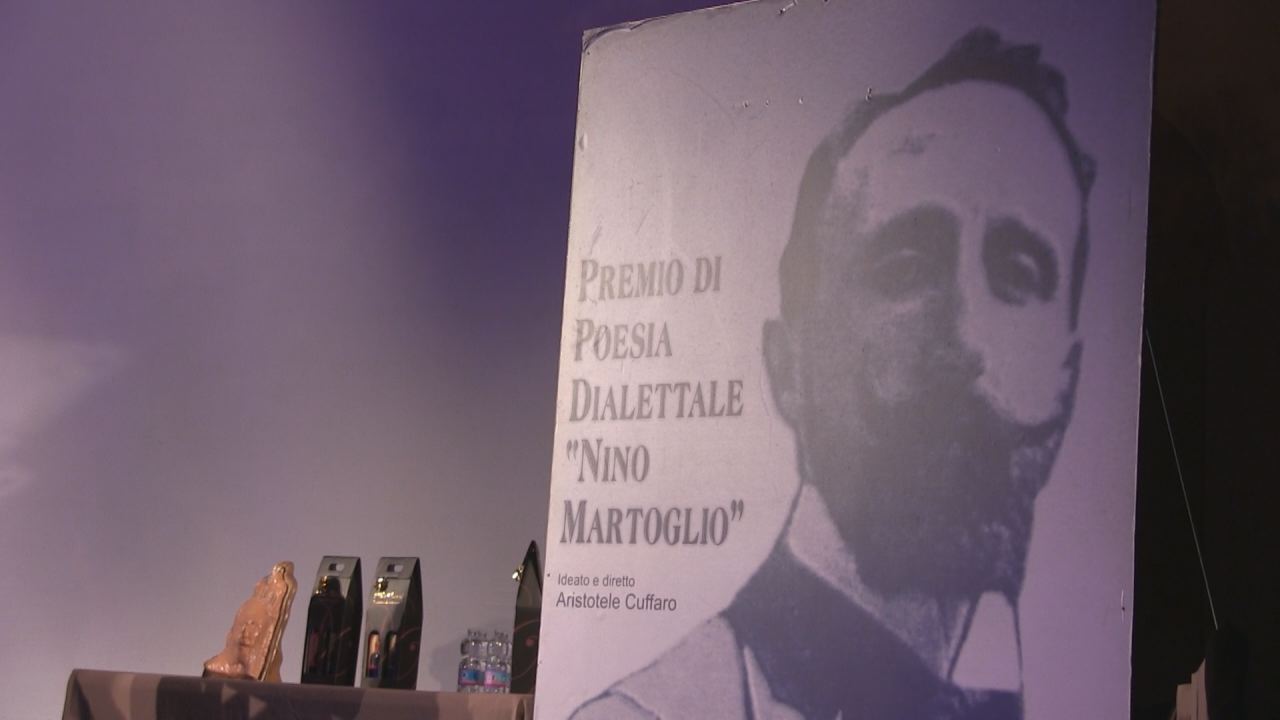 PREMIO DI
POESIA
DIALETTALE
"NINO
MARTOGLIO"
Ideato e diretto
Aristotele Cuffaro